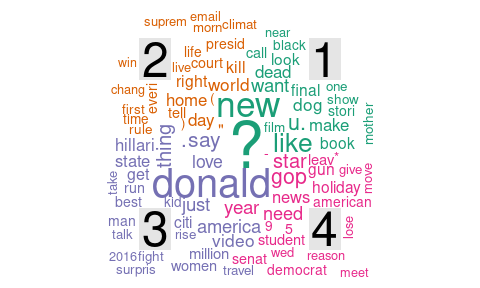 suprem email
morn climat near
2 life presid call black 1
win live court kill look
chang right world dead want final one
first everi home ( new dog show
time tell day " film u. stori
rule ) ? make mother
hillari . say like book
thing - star leav *
state love gop gun give
get donald holiday move
take run news american
best kid just year need
man 3 citi america 9 5 4 lose
talk rise video student
2016 fight million senat wed reason
surpris women travel democrat meet